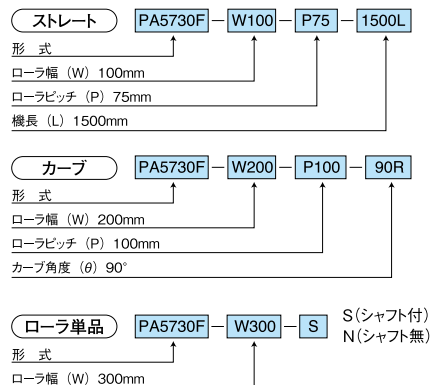 ストレート PA5730F－W100－P75－1500L
形　式
ローラ幅（W）100mm
ローラピッチ（P）75mm
機長（L）1500mm
カーブ PA5730F－W200－P100－90R
形　式
ローラ幅（W）200mm
ローラピッチ（P）100mm
カーブ角度（θ）90°
ローラ単品 PA5730F－W300－S S（シャフト付）
N（シャフト無）
形　式
ローラ幅（W）300mm